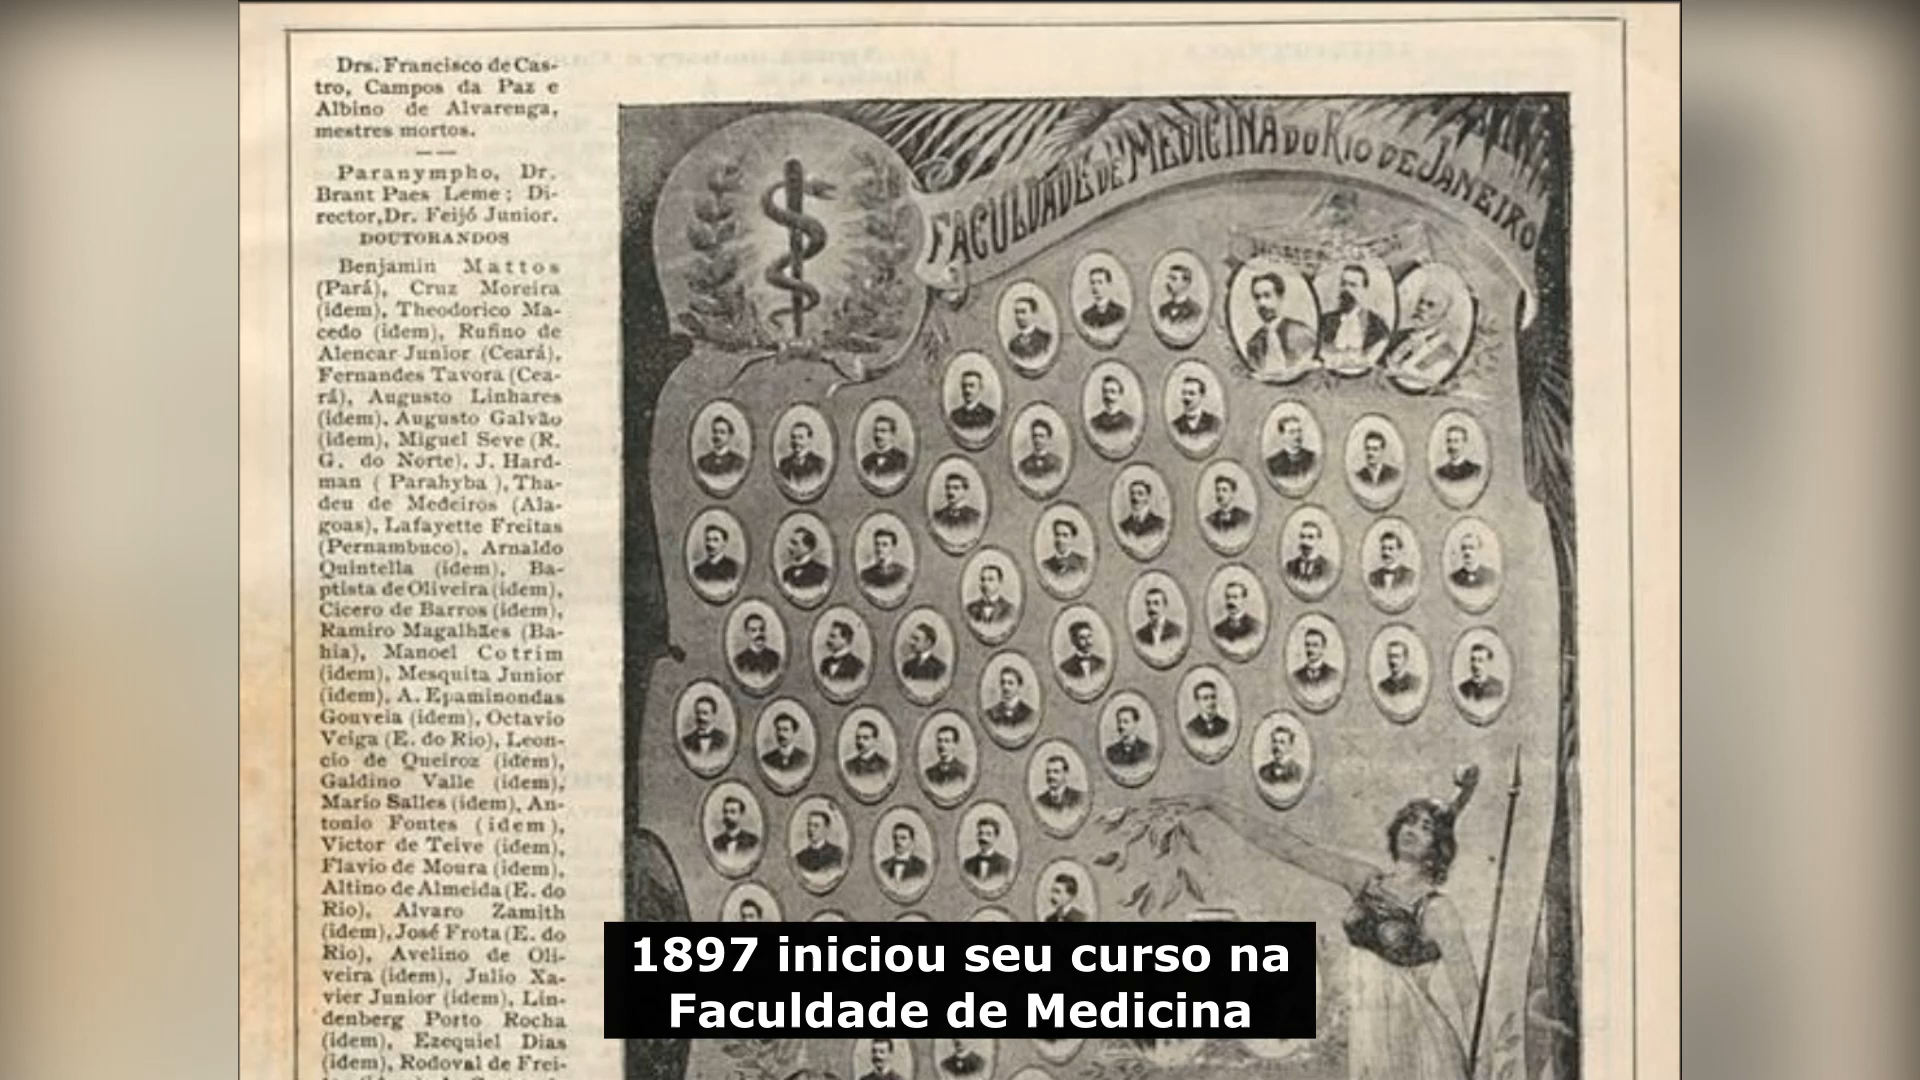 Drs. Francisco de Cas-
tro, Campos da Paz e
Albino de Alvarenga,
mestres mortos.
Paranympho, Dr.
Brant Paes Leme; Di-
rector, Dr. Feijó Junior.
DOUTORANDOS
Benjamin Mattos
(Pará), Cruz Moreira
(idem), Theodorico Ma-
cedo (idem), Rufino de
Alencar Junior (Ceará),
Fernandes Tavora (Cea-
rá), Augusto Linhares
(idem), Augusto Galvão
(idem), Miguel Seve (R.
G. do Norte), J. Hard-
man (Parahyba), Tha-
deu de Medeiros (Ala-
goas), Lafayette Freitas
(Pernambuco), Arnaldo
Quintella (idem), Ba-
ptista de Oliveira (idem),
Cicero de Barros (idem),
Ramiro Magalhães (Ba-
hia), Manoel Cotrim
(idem), Mesquita Junior
(idem), A. Epaminondas
Gouveia (idem), Octavio
Veiga (E. do Rio), Leon-
cio de Queiroz (idem),
Galdino Valle (idem),
Mario Salles (idem), An-
tonio Fontes (idem),
Victor de Teive (idem),
Flavio de Moura (idem),
Altino de Almeida (E. do
Rio), Alvaro Zamith
(idem), José Frota (E. do
Rio), Avelino de Oli-
veira (idem), Julio Xa-
vier Junior (idem), Lin-
denberg Porto Rocha
(idem), Ezequiel Dias
(idem), Rodoval de Frei-
FACULDADE DE MEDICINA DO RIO DE JANEIRO
HOMENAGEM
1897 iniciou seu curso na
Faculdade de Medicina